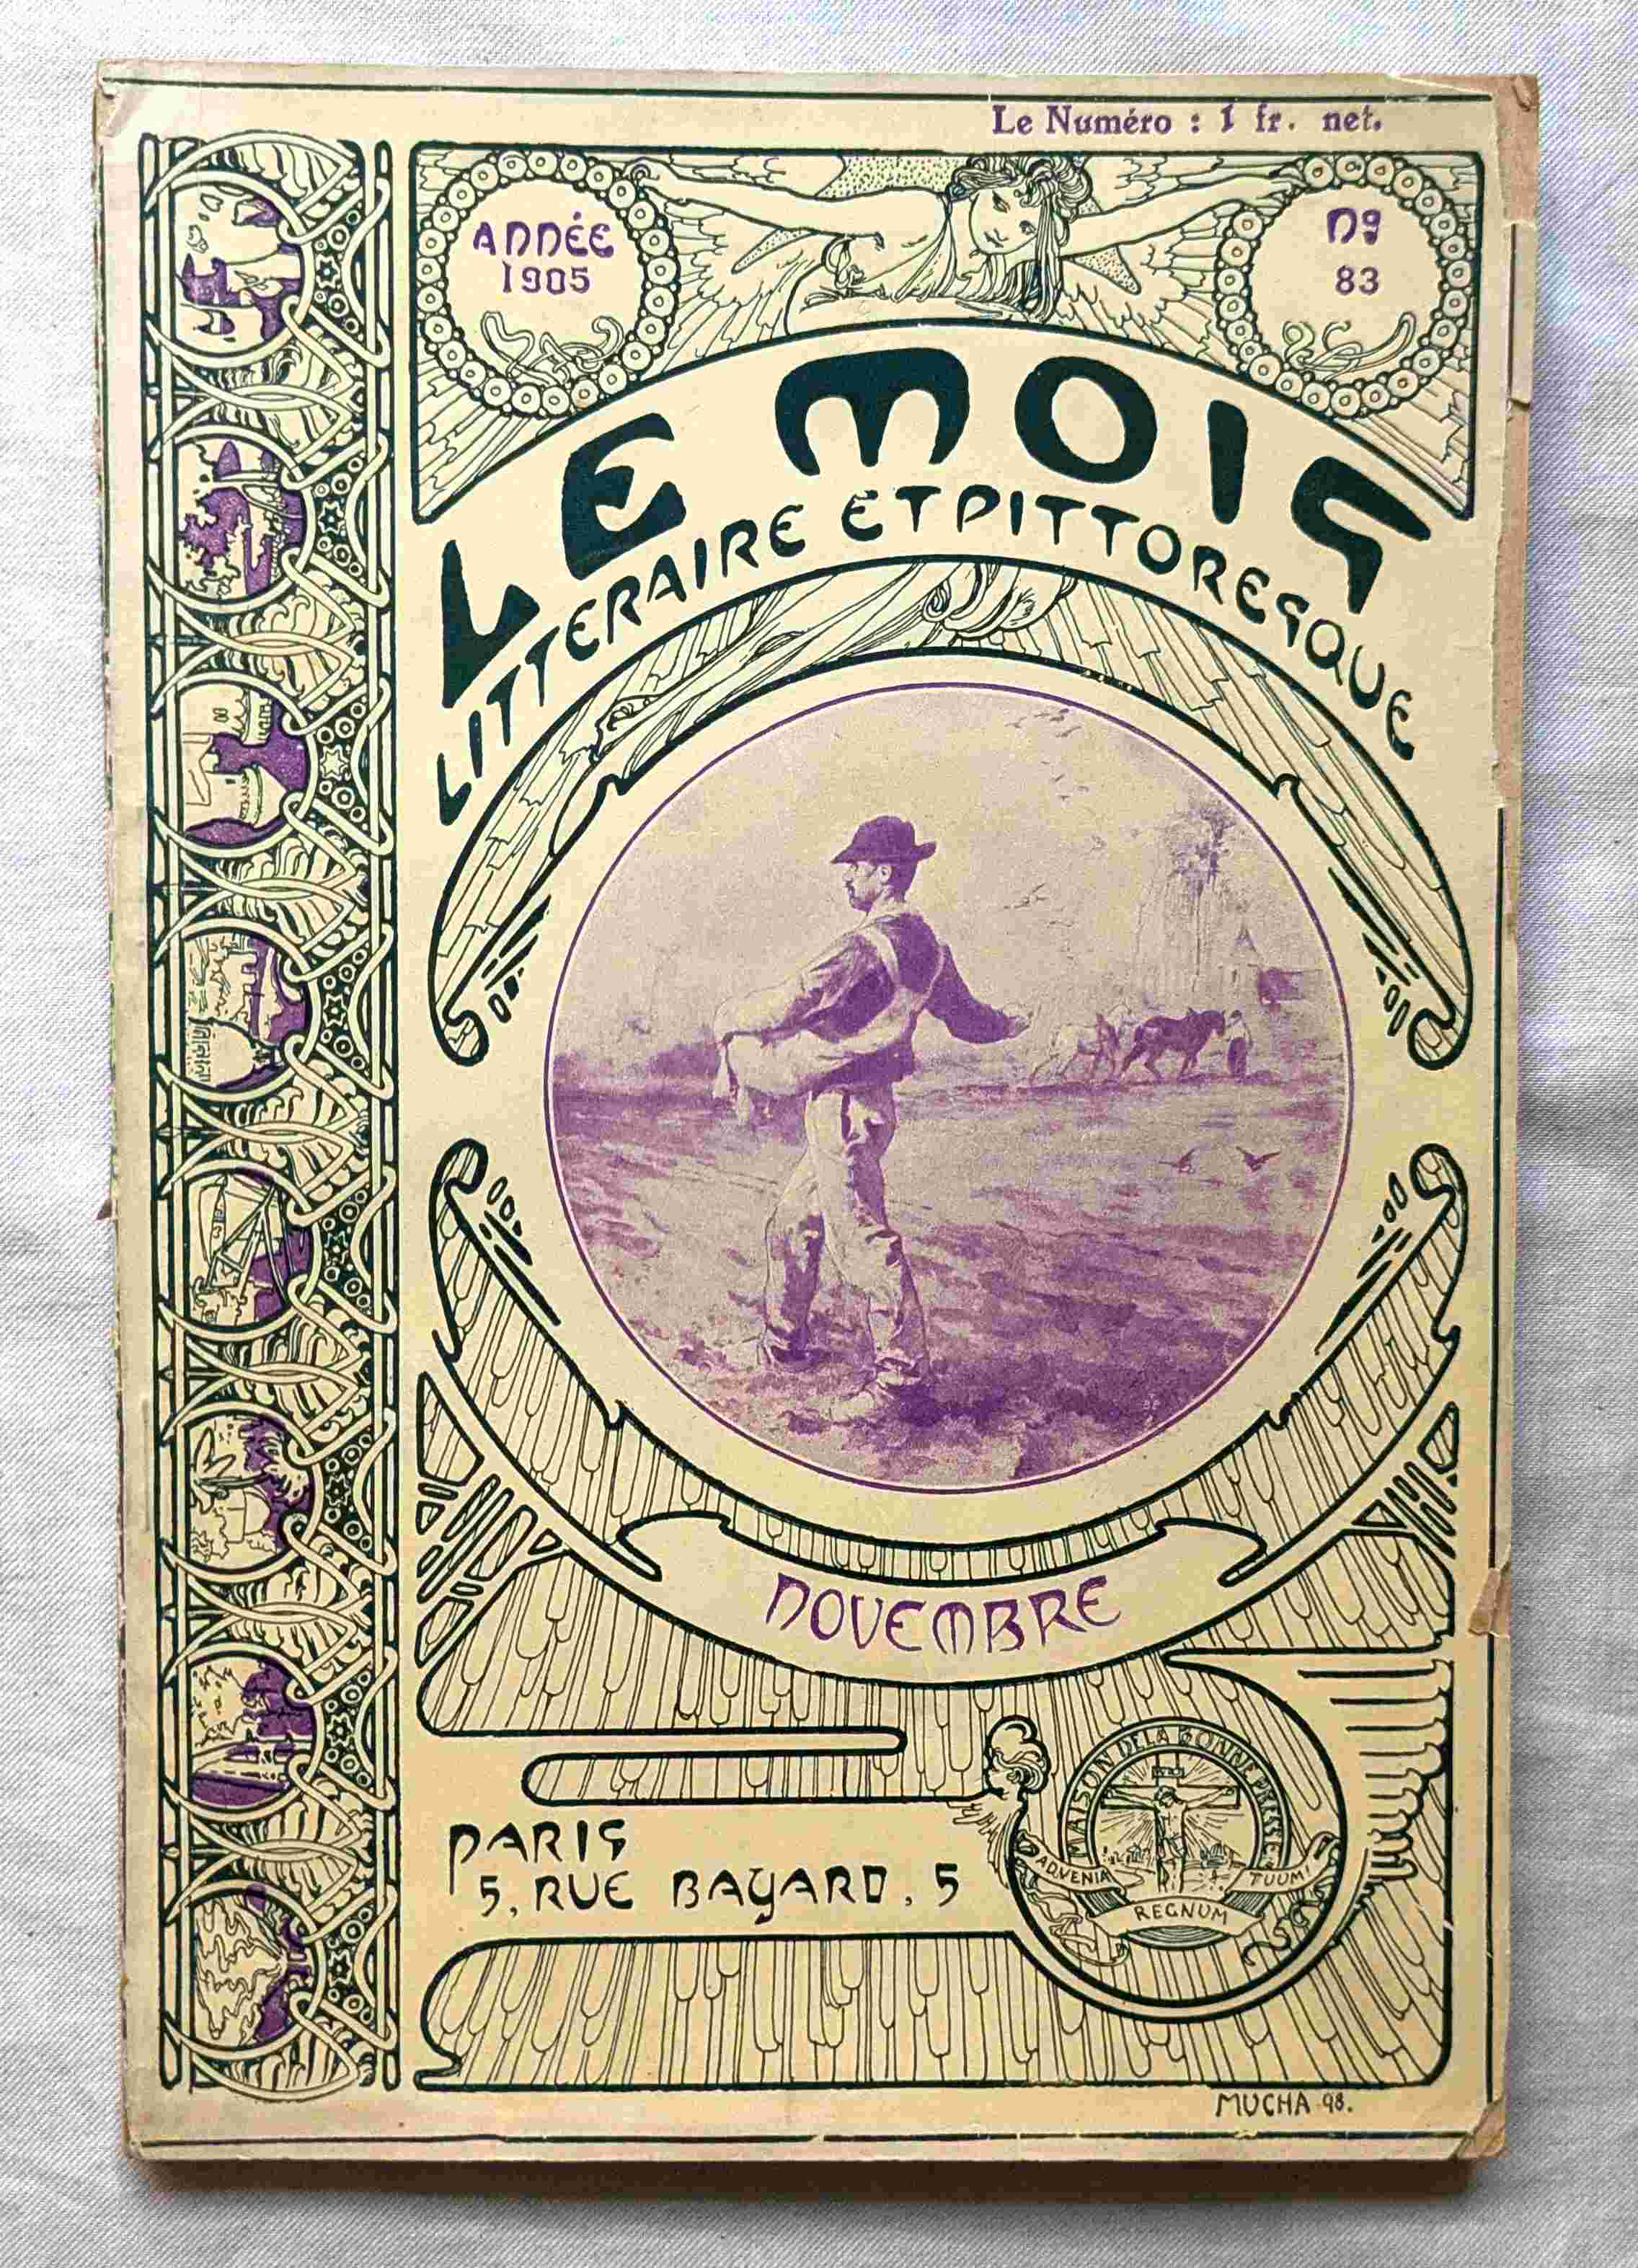 Le Numéro : 1 fr. net.
ANNÉE
1905
No
83
LE MOIS
LITTERAIRE ET PITTORESQUE
NOVEMBRE
PARIS
5, RUE BAYARD, 5
MAISON DE LA BONNE PRESSE
ADVENIA
REGNUM
TUUM
MUCHA 98.